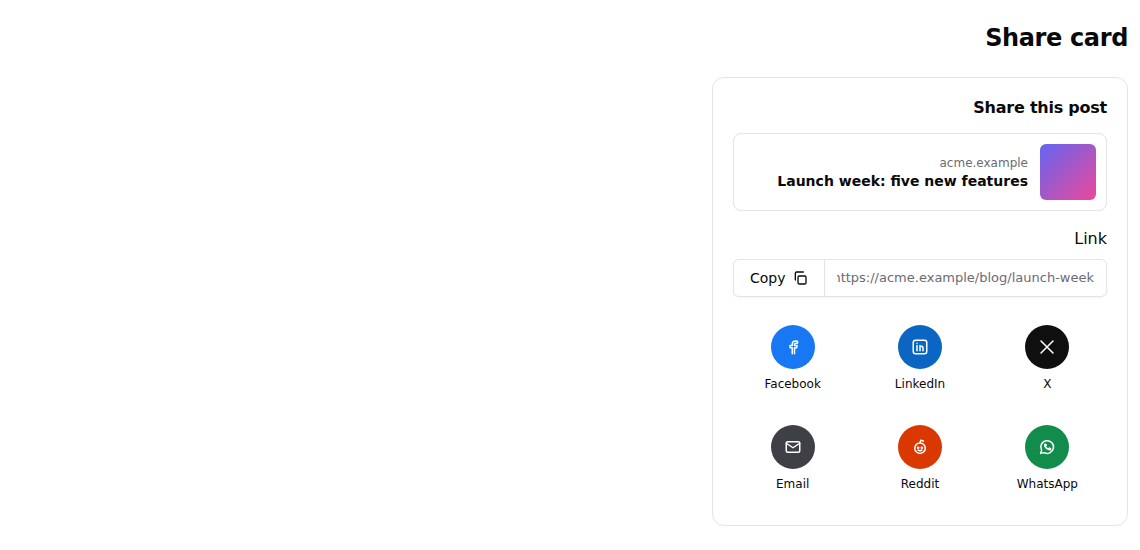 Share card
Share this post
acme.example
Launch week: five new features
Link
Copy
https://acme.example/blog/launch-week
Facebook
LinkedIn
X
Email
Reddit
WhatsApp